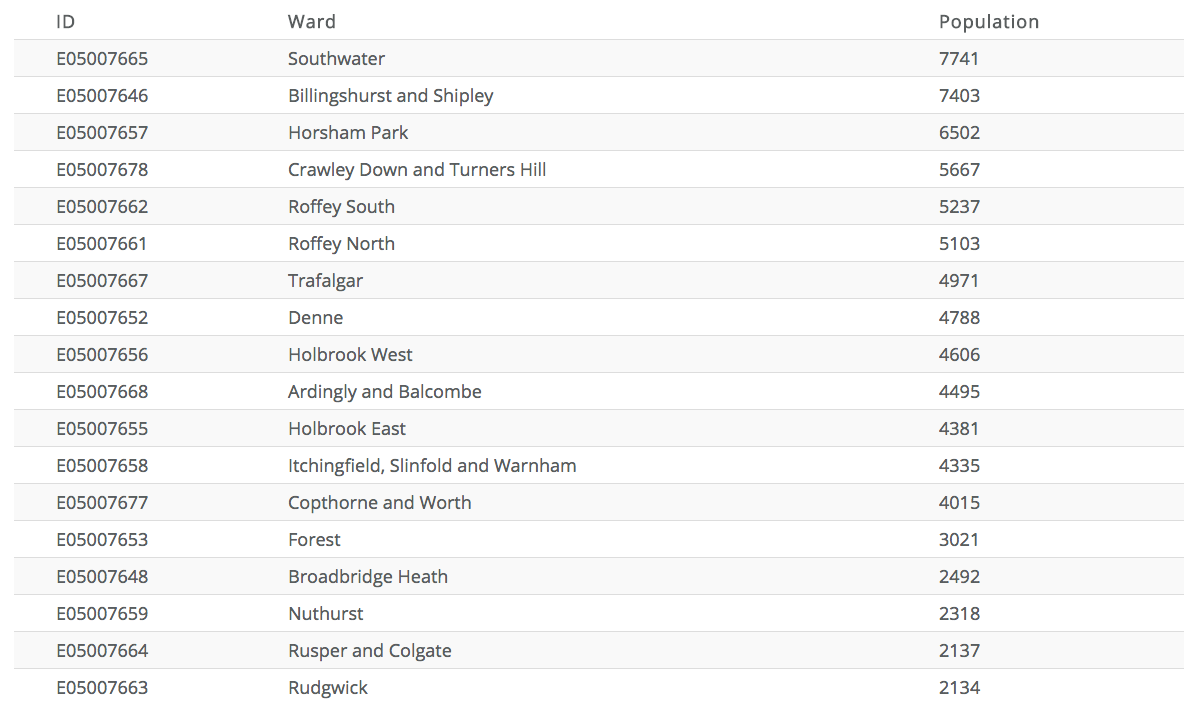 ID Ward Population
E05007665 Southwater 7741
E05007646 Billingshurst and Shipley 7403
E05007657 Horsham Park 6502
E05007678 Crawley Down and Turners Hill 5667
E05007662 Roffey South 5237
E05007661 Roffey North 5103
E05007667 Trafalgar 4971
E05007652 Denne 4788
E05007656 Holbrook West 4606
E05007668 Ardingly and Balcombe 4495
E05007655 Holbrook East 4381
E05007658 Itchingfield, Slinfold and Warnham 4335
E05007677 Copthorne and Worth 4015
E05007653 Forest 3021
E05007648 Broadbridge Heath 2492
E05007659 Nuthurst 2318
E05007664 Rusper and Colgate 2137
E05007663 Rudgwick 2134